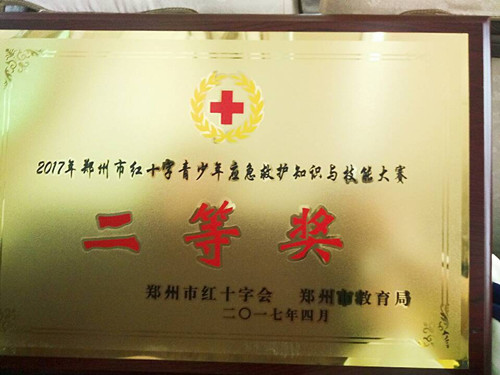 2017年郑州市红十字青少年应急救护知识与技能大赛
二等奖
郑州市红十字会 郑州市教育局
二〇一七年四月